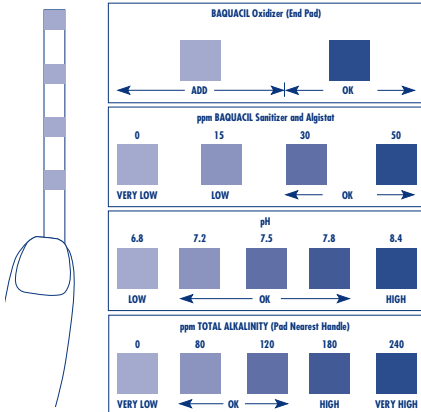 BAQUACIL Oxidizer (End Pad)
ADD OK
ppm BAQUACIL Sanitizer and Algistat
0 15 30 50
VERY LOW LOW OK
pH
6.8 7.2 7.5 7.8 8.4
LOW OK HIGH
ppm TOTAL ALKALINITY (Pad Nearest Handle)
0 80 120 180 240
VERY LOW OK HIGH VERY HIGH